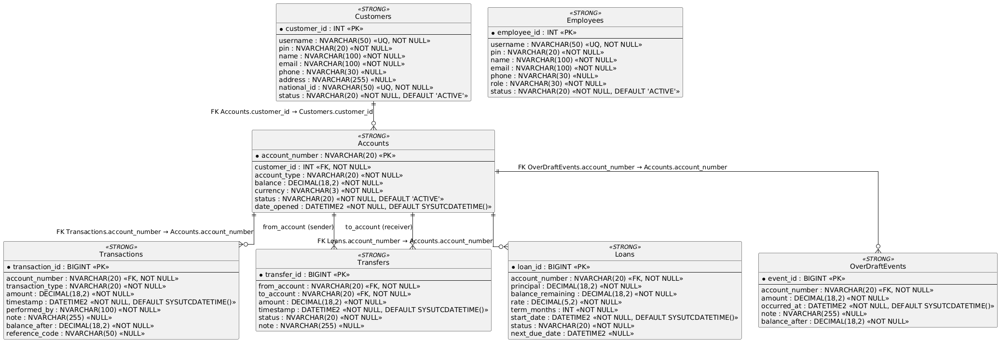 «STRONG»
Customers
customer_id : INT «PK»
username : NVARCHAR(50) «UQ, NOT NULL»
pin : NVARCHAR(20) «NOT NULL»
name : NVARCHAR(100) «NOT NULL»
email : NVARCHAR(100) «NOT NULL»
phone : NVARCHAR(30) «NULL»
address : NVARCHAR(255) «NULL»
national_id : NVARCHAR(50) «UQ, NOT NULL»
status : NVARCHAR(20) «NOT NULL, DEFAULT 'ACTIVE'»
«STRONG»
Employees
employee_id : INT «PK»
username : NVARCHAR(50) «UQ, NOT NULL»
pin : NVARCHAR(20) «NOT NULL»
name : NVARCHAR(100) «NOT NULL»
email : NVARCHAR(100) «NOT NULL»
phone : NVARCHAR(30) «NULL»
role : NVARCHAR(30) «NOT NULL»
status : NVARCHAR(20) «NOT NULL, DEFAULT 'ACTIVE'»
FK Accounts.customer_id → Customers.customer_id
«STRONG»
Accounts
account_number : NVARCHAR(20) «PK»
customer_id : INT «FK, NOT NULL»
account_type : NVARCHAR(20) «NOT NULL»
balance : DECIMAL(18,2) «NOT NULL»
currency : NVARCHAR(3) «NOT NULL»
status : NVARCHAR(20) «NOT NULL, DEFAULT 'ACTIVE'»
date_opened : DATETIME2 «NOT NULL, DEFAULT SYSUTCDATETIME()»
FK OverDraftEvents.account_number → Accounts.account_number
FK Transactions.account_number → Accounts.account_number
from_account (sender)
to_account (receiver)
FK Loans.account_number → Accounts.account_number
«STRONG»
Transactions
transaction_id : BIGINT «PK»
account_number : NVARCHAR(20) «FK, NOT NULL»
transaction_type : NVARCHAR(20) «NOT NULL»
amount : DECIMAL(18,2) «NOT NULL»
timestamp : DATETIME2 «NOT NULL, DEFAULT SYSUTCDATETIME()»
performed_by : NVARCHAR(100) «NOT NULL»
note : NVARCHAR(255) «NULL»
balance_after : DECIMAL(18,2) «NOT NULL»
reference_code : NVARCHAR(50) «NULL»
«STRONG»
Transfers
transfer_id : BIGINT «PK»
from_account : NVARCHAR(20) «FK, NOT NULL»
to_account : NVARCHAR(20) «FK, NOT NULL»
amount : DECIMAL(18,2) «NOT NULL»
timestamp : DATETIME2 «NOT NULL, DEFAULT SYSUTCDATETIME()»
status : NVARCHAR(20) «NOT NULL»
note : NVARCHAR(255) «NULL»
«STRONG»
Loans
loan_id : BIGINT «PK»
account_number : NVARCHAR(20) «FK, NOT NULL»
principal : DECIMAL(18,2) «NOT NULL»
balance_remaining : DECIMAL(18,2) «NOT NULL»
rate : DECIMAL(5,2) «NOT NULL»
term_months : INT «NOT NULL»
start_date : DATETIME2 «NOT NULL, DEFAULT SYSUTCDATETIME()»
status : NVARCHAR(20) «NOT NULL»
next_due_date : DATETIME2 «NULL»
«STRONG»
OverDraftEvents
event_id : BIGINT «PK»
account_number : NVARCHAR(20) «FK, NOT NULL»
amount : DECIMAL(18,2) «NOT NULL»
occurred_at : DATETIME2 «NOT NULL, DEFAULT SYSUTCDATETIME()»
note : NVARCHAR(255) «NULL»
balance_after : DECIMAL(18,2) «NOT NULL»